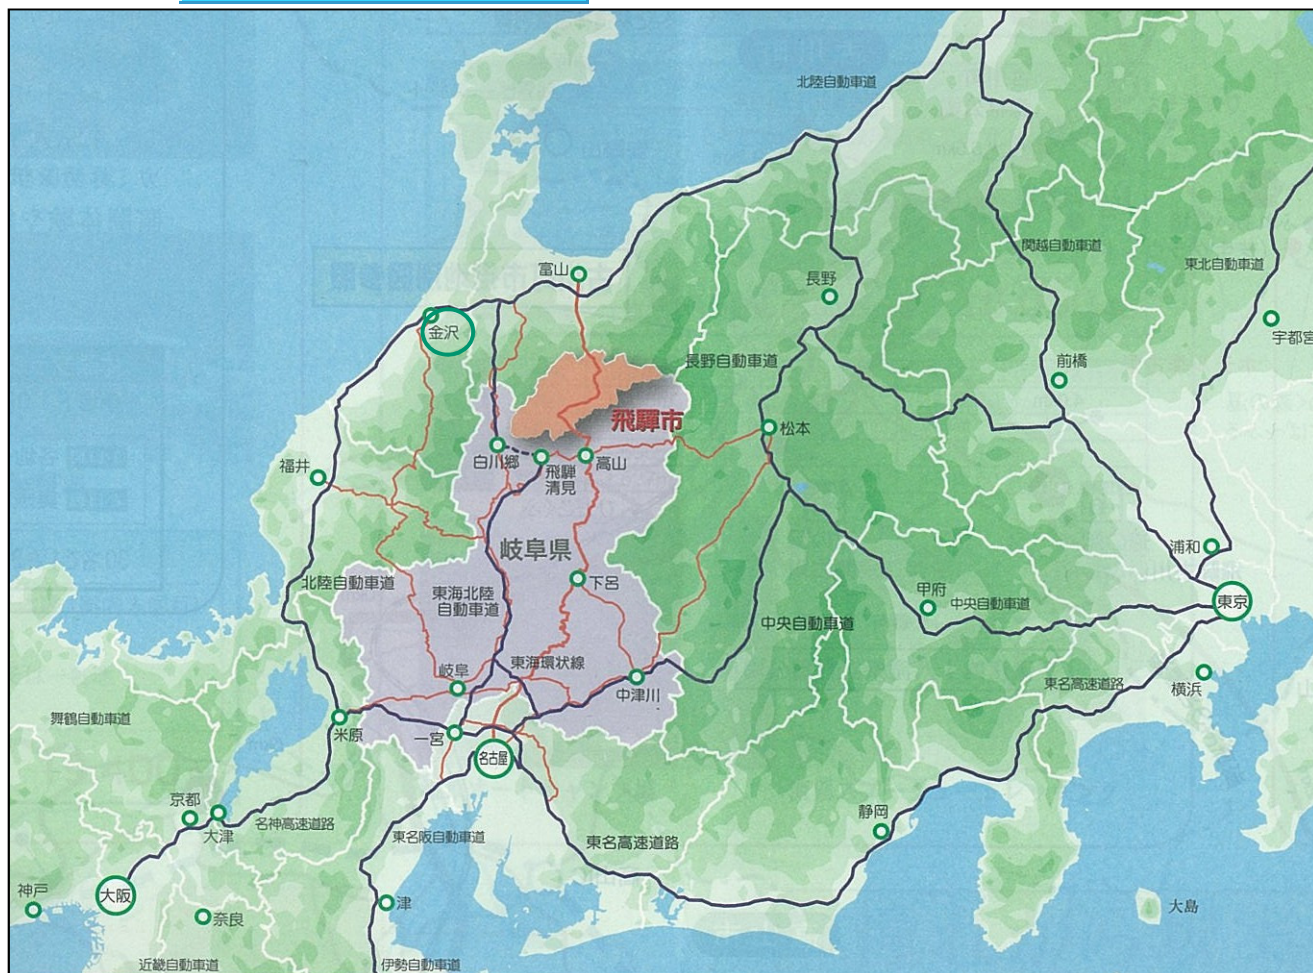 北陸自動車道
関越自動車道
東北自動車道
富山
長野
金沢
宇都宮
長野自動車道
前橋
飛騨市
松本
白川郷
飛騨
清見
高山
福井
岐阜県
浦和
北陸自動車道
東海北陸
自動車道
下呂
甲府
中央自動車道
東京
中央自動車道
岐阜
東海環状線
中津川
東名高速道路
横浜
舞鶴自動車道
米原
一宮
名古屋
京都
大津
名神高速道路
東名阪自動車道
東名高速道路
静岡
神戸
大阪
奈良
津
大島
近畿自動車道
伊勢自動車道